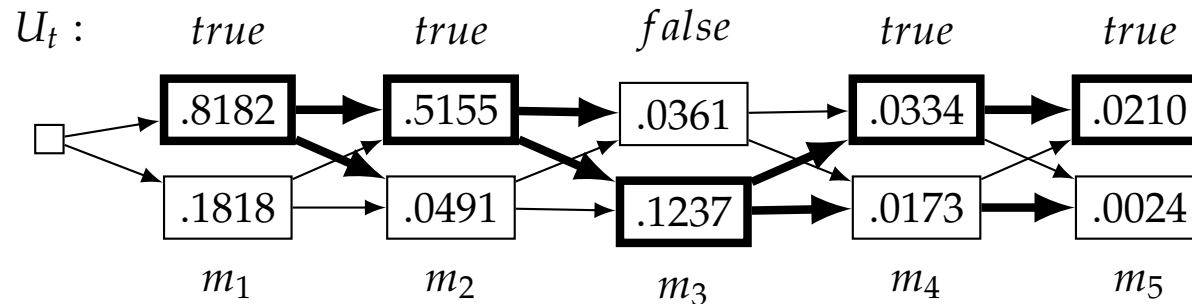 U_t : true true false true true
.8182 .5155 .0361 .0334 .0210
.1818 .0491 .1237 .0173 .0024
m_1 m_2 m_3 m_4 m_5